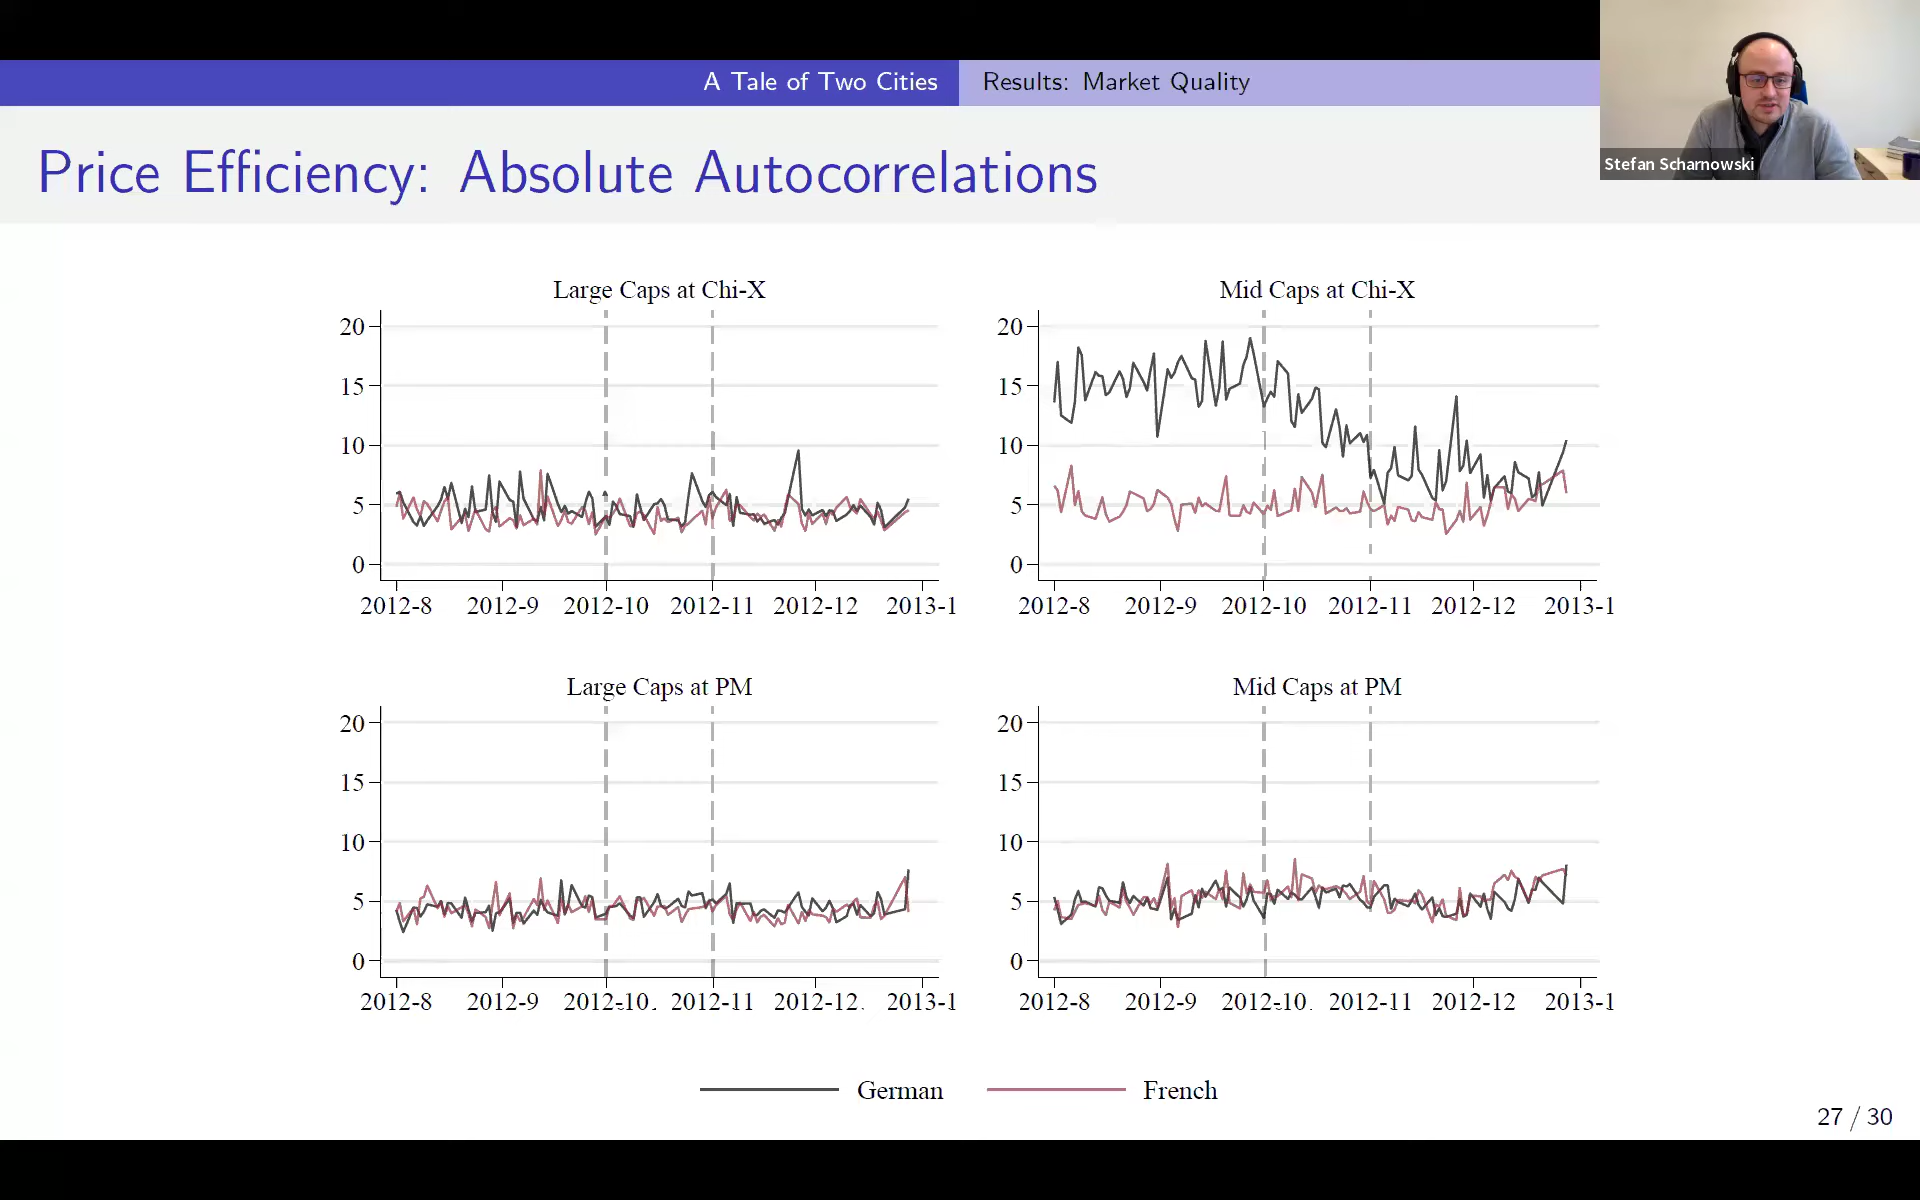 A Tale of Two Cities
Results: Market Quality
Stefan Scharnowski
Price Efficiency: Absolute Autocorrelations
Large Caps at Chi-X
20
15
10
5
0
2012-8 2012-9 2012-10 2012-11 2012-12 2013-1
Mid Caps at Chi-X
20
15
10
5
0
2012-8 2012-9 2012-10 2012-11 2012-12 2013-1
Large Caps at PM
20
15
10
5
0
2012-8 2012-9 2012-10 2012-11 2012-12 2013-1
Mid Caps at PM
20
15
10
5
0
2012-8 2012-9 2012-10 2012-11 2012-12 2013-1
German French
27 / 30